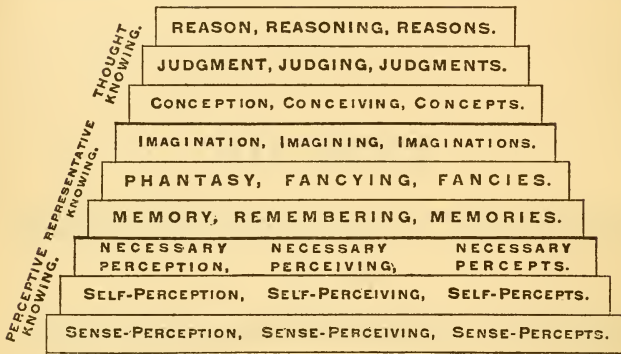 REASON, REASONING, REASONS.
JUDGMENT, JUDGING, JUDGMENTS.
CONCEPTION, CONCEIVING, CONCEPTS.
IMAGINATION, IMAGINING, IMAGINATIONS.
PHANTASY, FANCYING, FANCIES.
MEMORY, REMEMBERING, MEMORIES.
NECESSARY NECESSARY NECESSARY
PERCEPTION, PERCEIVING, PERCEPTS.
SELF-PERCEPTION, SELF-PERCEIVING, SELF-PERCEPTS.
SENSE-PERCEPTION, SENSE-PERCEIVING, SENSE-PERCEPTS.
THOUGHT
KNOWING.
REPRESENTATIVE
KNOWING.
PERCEPTIVE
KNOWING.